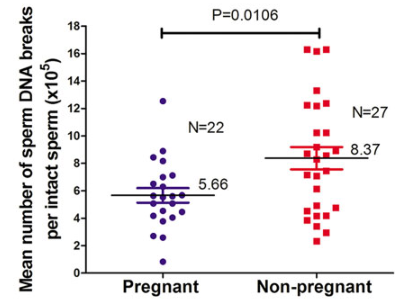 P=0.0106
Mean number of sperm DNA breaks
per intact sperm (x10⁵)
18
16
14
12
10
8
6
4
2
0
N=22
5.66
N=27
8.37
Pregnant
Non-pregnant